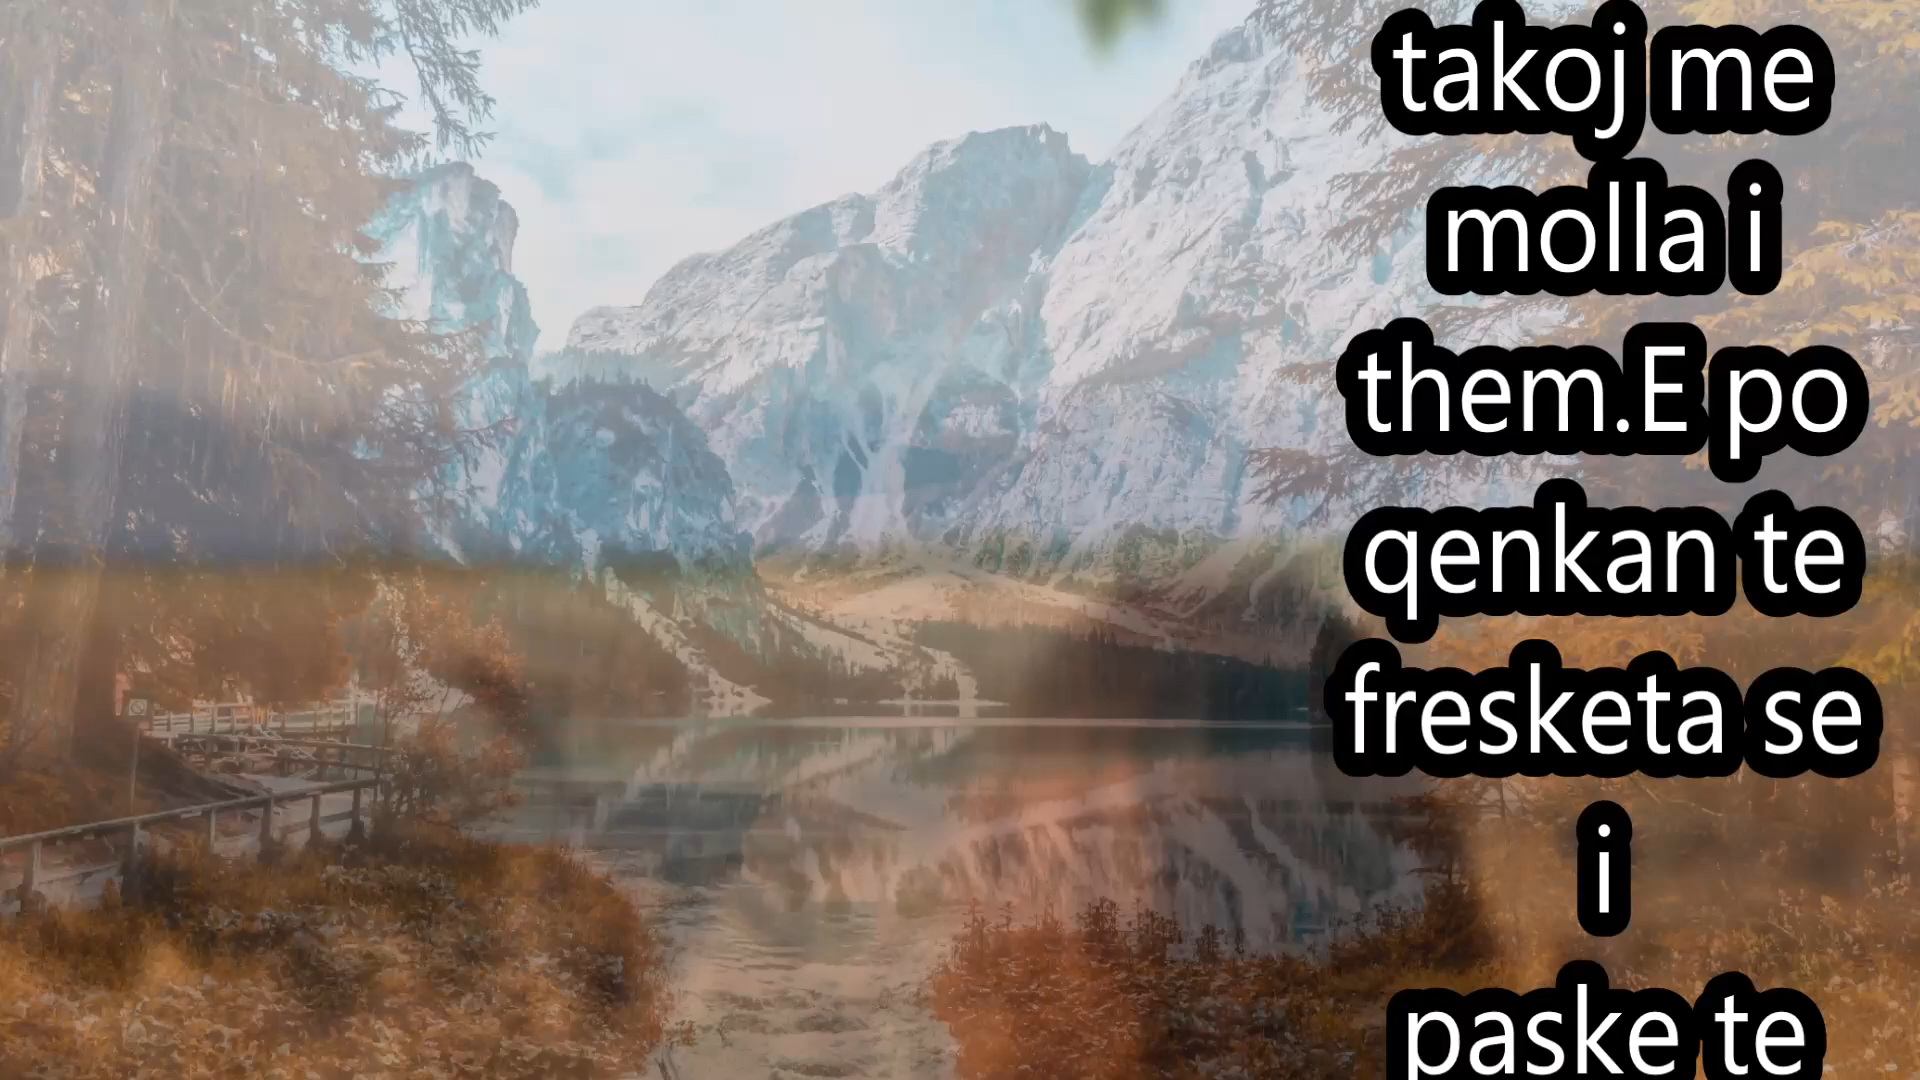 takoj me
molla i
them.E po
qenkan te
fresketa se
i
paske te